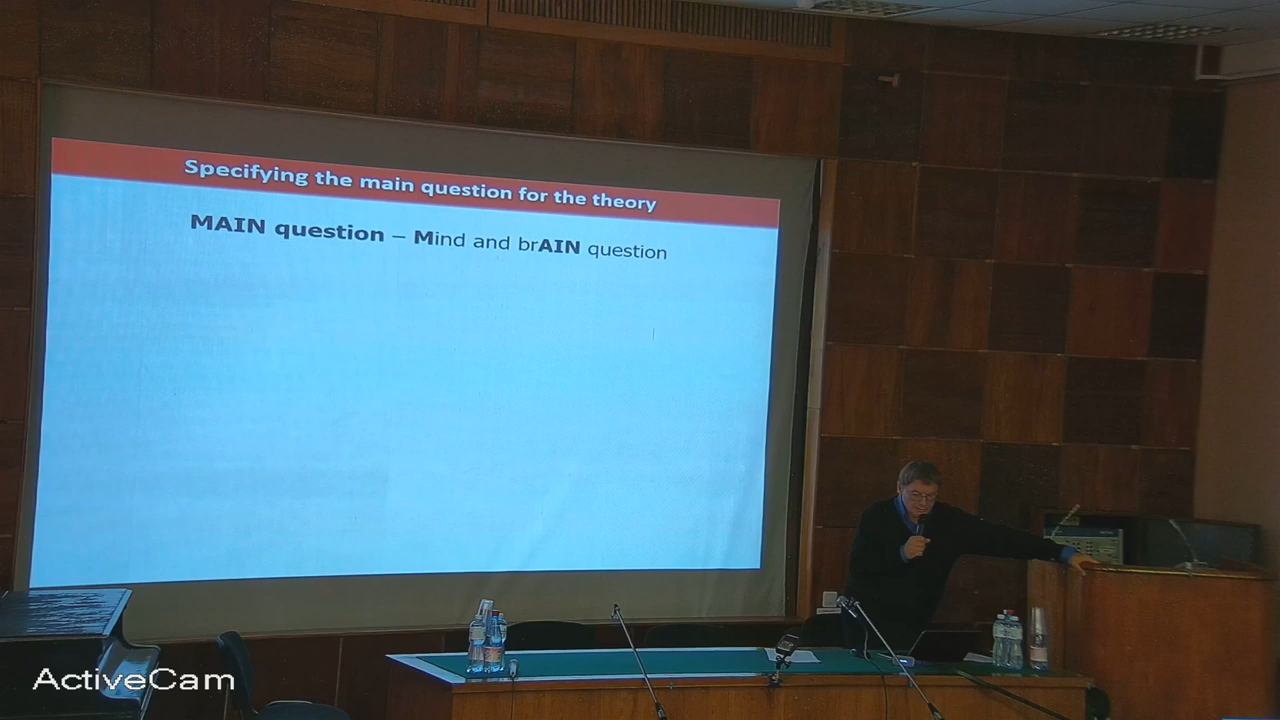 Specifying the main question for the theory
MAIN question – Mind and brAIN question
ActiveCam